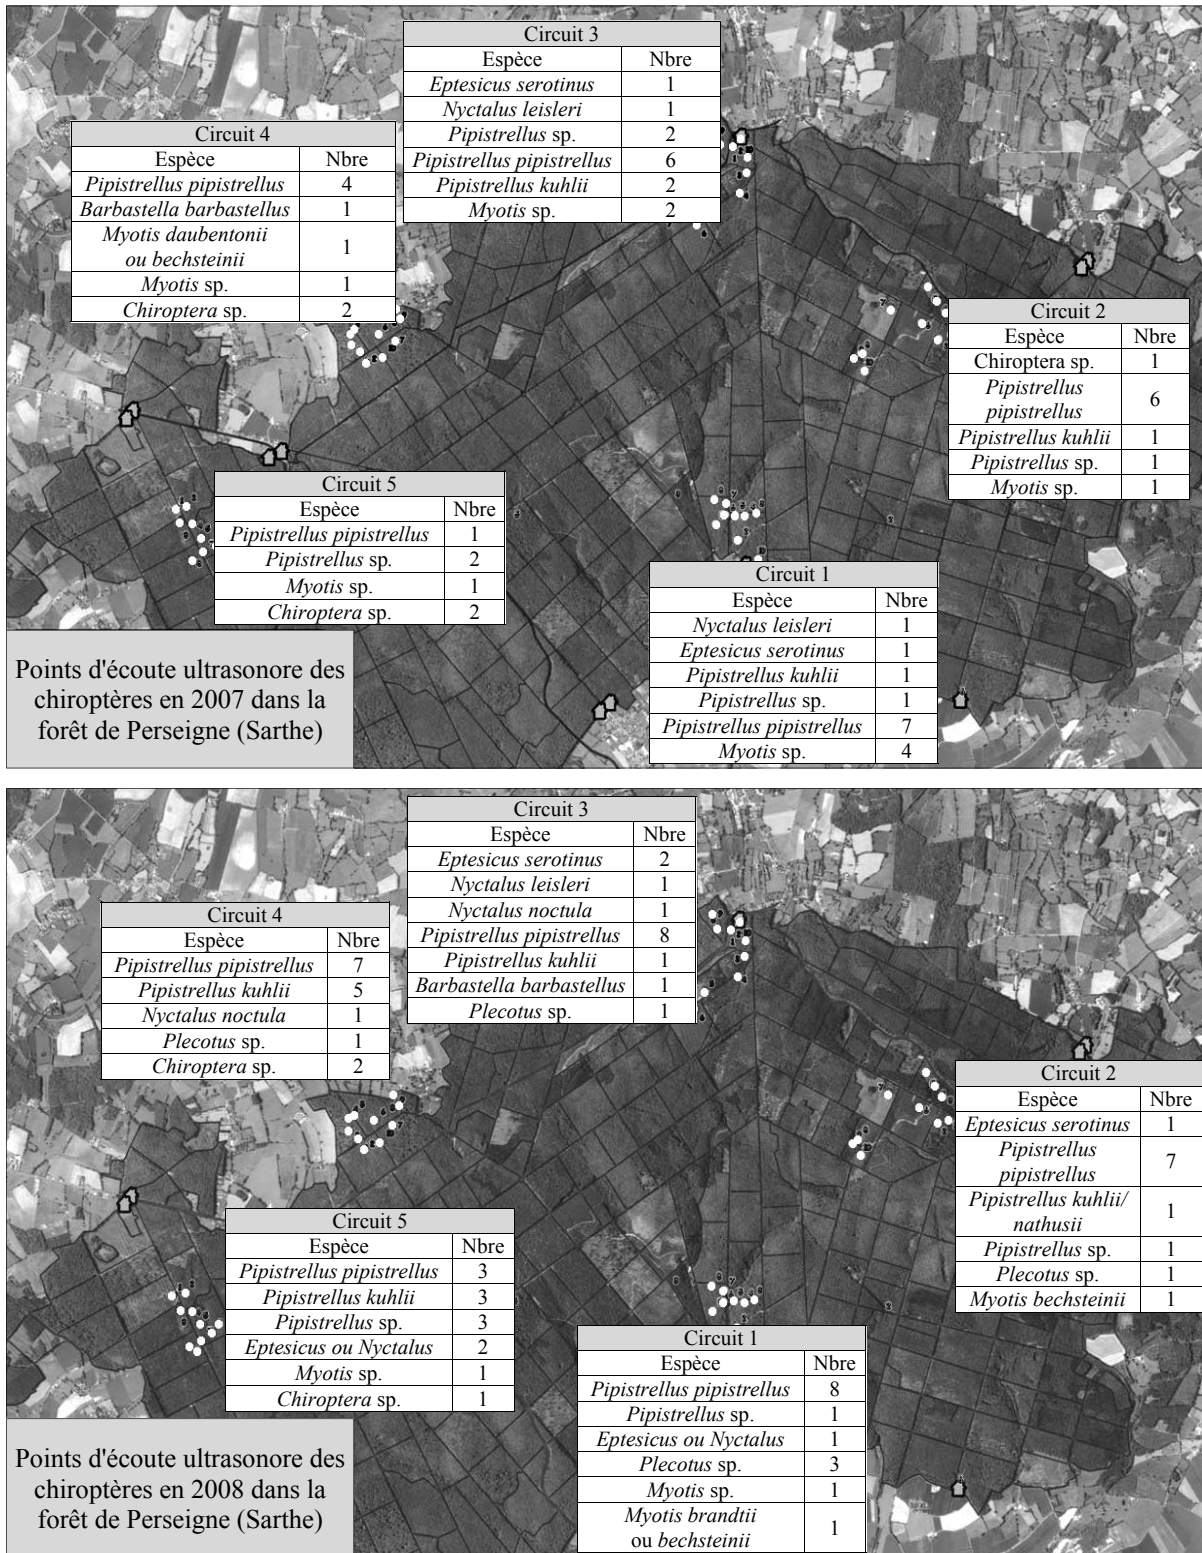 Circuit 3
Espèce Nbre
Eptesicus serotinus 1
Nyctalus leisleri 1
Pipistrellus sp. 2
Pipistrellus pipistrellus 6
Pipistrellus kuhlii 2
Myotis sp. 2
Circuit 4
Espèce Nbre
Pipistrellus pipistrellus 4
Barbastella barbastellus 1
Myotis daubentonii
ou bechsteinii 1
Myotis sp. 1
Chiroptera sp. 2
Circuit 2
Espèce Nbre
Chiroptera sp. 1
Pipistrellus
pipistrellus 6
Pipistrellus kuhlii 1
Pipistrellus sp. 1
Myotis sp. 1
Circuit 5
Espèce Nbre
Pipistrellus pipistrellus 1
Pipistrellus sp. 2
Myotis sp. 1
Chiroptera sp. 2
Circuit 1
Espèce Nbre
Nyctalus leisleri 1
Eptesicus serotinus 1
Pipistrellus kuhlii 1
Pipistrellus sp. 1
Pipistrellus pipistrellus 7
Myotis sp. 4
Points d'écoute ultrasonore des
chiroptères en 2007 dans la
forêt de Perseigne (Sarthe)
Circuit 3
Espèce Nbre
Eptesicus serotinus 2
Nyctalus leisleri 1
Nyctalus noctula 1
Pipistrellus pipistrellus 8
Pipistrellus kuhlii 1
Barbastella barbastellus 1
Plecotus sp. 1
Circuit 4
Espèce Nbre
Pipistrellus pipistrellus 7
Pipistrellus kuhlii 5
Nyctalus noctula 1
Plecotus sp. 1
Chiroptera sp. 2
Circuit 2
Espèce Nbre
Eptesicus serotinus 1
Pipistrellus
pipistrellus 7
Pipistrellus kuhlii/
nathusii 1
Pipistrellus sp. 1
Plecotus sp. 1
Myotis bechsteinii 1
Circuit 5
Espèce Nbre
Pipistrellus pipistrellus 3
Pipistrellus kuhlii 3
Pipistrellus sp. 3
Eptesicus ou Nyctalus 2
Myotis sp. 1
Chiroptera sp. 1
Circuit 1
Espèce Nbre
Pipistrellus pipistrellus 8
Pipistrellus sp. 1
Eptesicus ou Nyctalus 1
Plecotus sp. 3
Myotis sp. 1
Myotis brandtii
ou bechsteinii 1
Points d'écoute ultrasonore des
chiroptères en 2008 dans la
forêt de Perseigne (Sarthe)